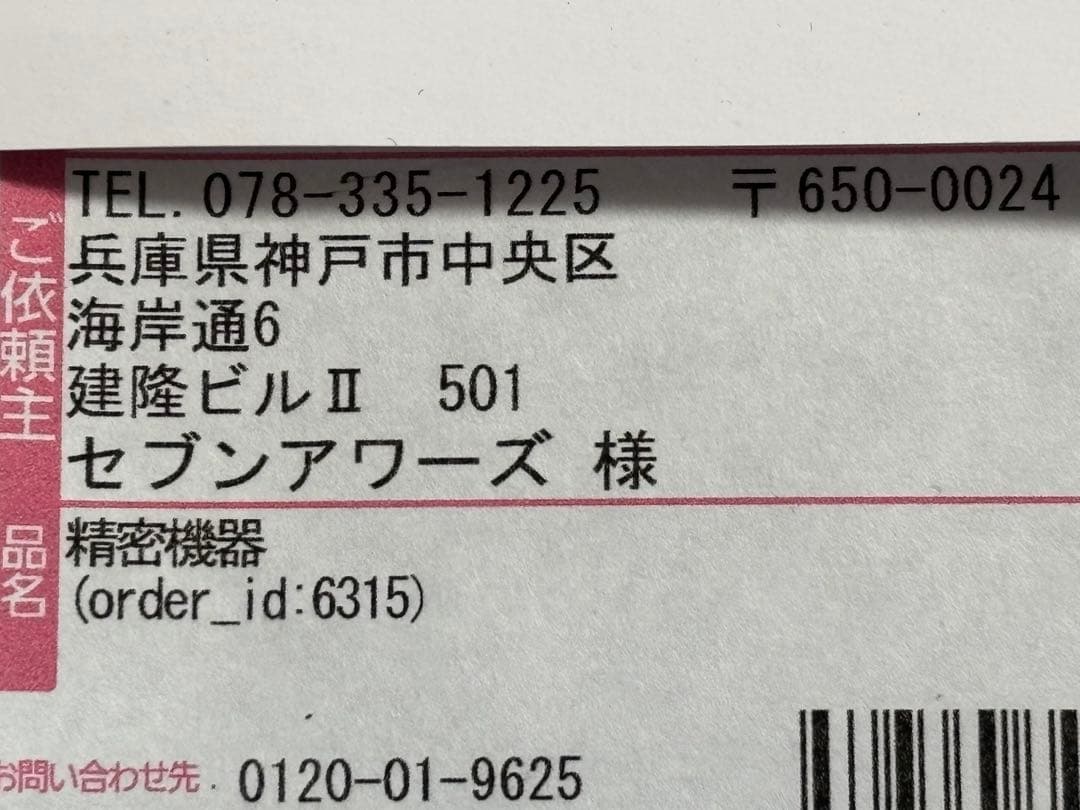 TEL. 078-335-1225 〒650-0024
兵庫県神戸市中央区
海岸通6
建隆ビルⅡ 501
セブンアワーズ 様
ご依頼主
精密機器
(order_id:6315)
品名
お問い合わせ先. 0120-01-9625